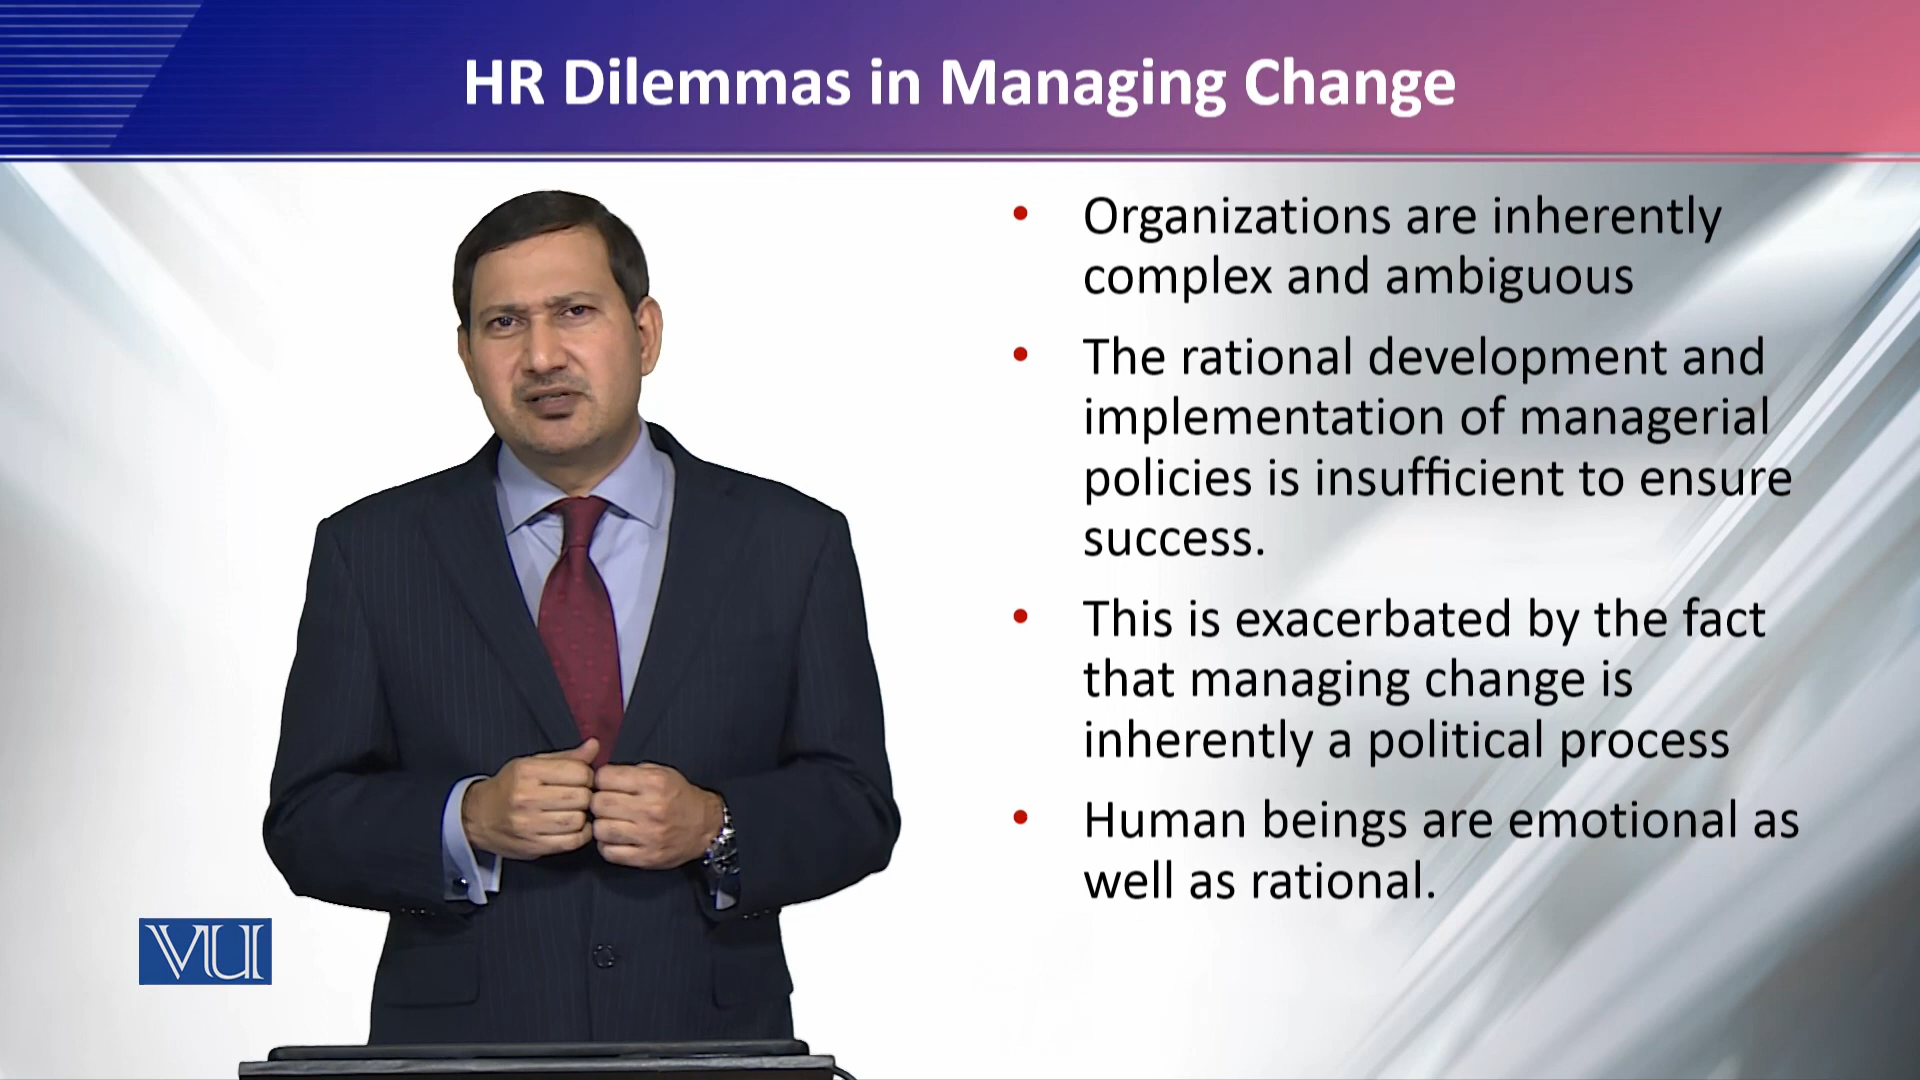 HR Dilemmas in Managing Change
• Organizations are inherently
complex and ambiguous
• The rational development and
implementation of managerial
policies is insufficient to ensure
success.
• This is exacerbated by the fact
that managing change is
inherently a political process
• Human beings are emotional as
well as rational.
VU